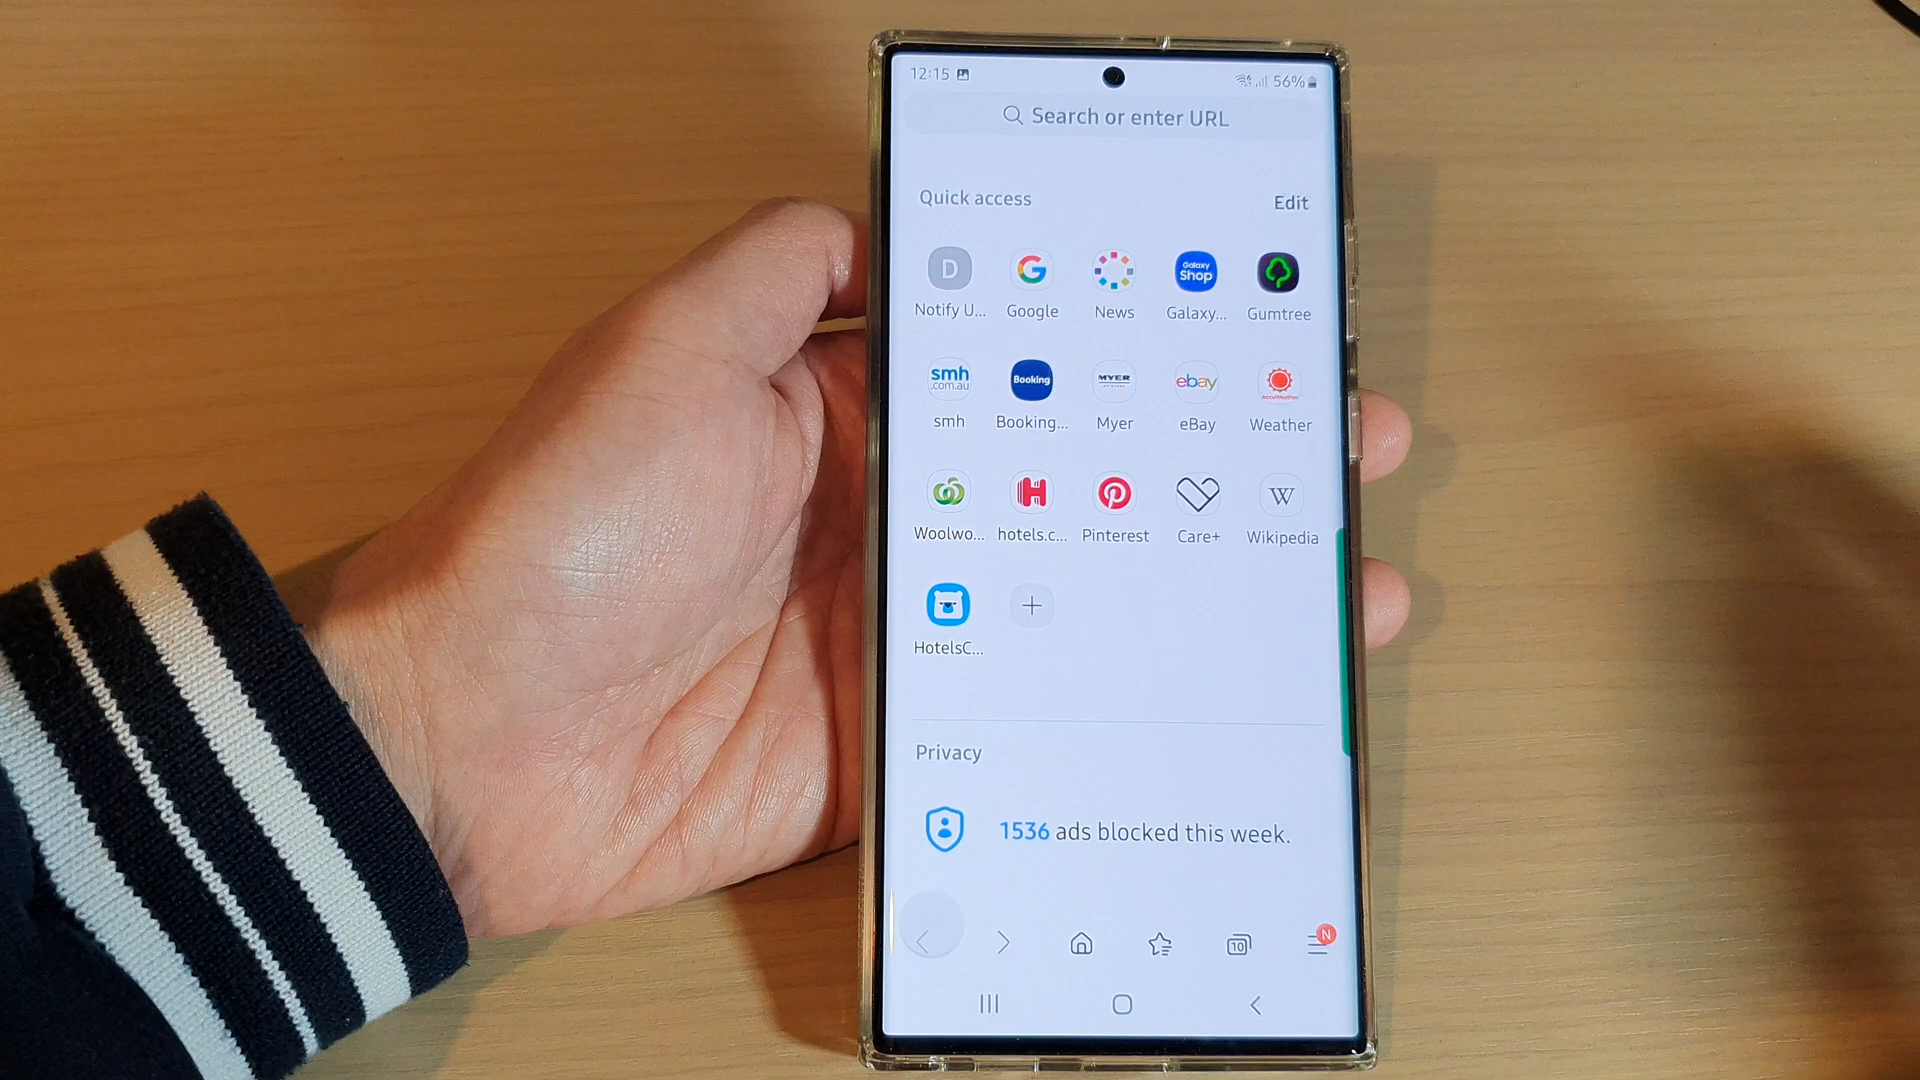 12:15
56%
Search or enter URL
Quick access
Edit
D
G
Galaxy
Shop
Notify U...
Google
News
Galaxy...
Gumtree
smh
.com.au
Booking
MYER
ebay
AccuWeather
smh
Booking...
Myer
eBay
Weather
H
W
Woolwo...
hotels.c...
Pinterest
Care+
Wikipedia
HotelsC...
Privacy
1536 ads blocked this week.
10
N